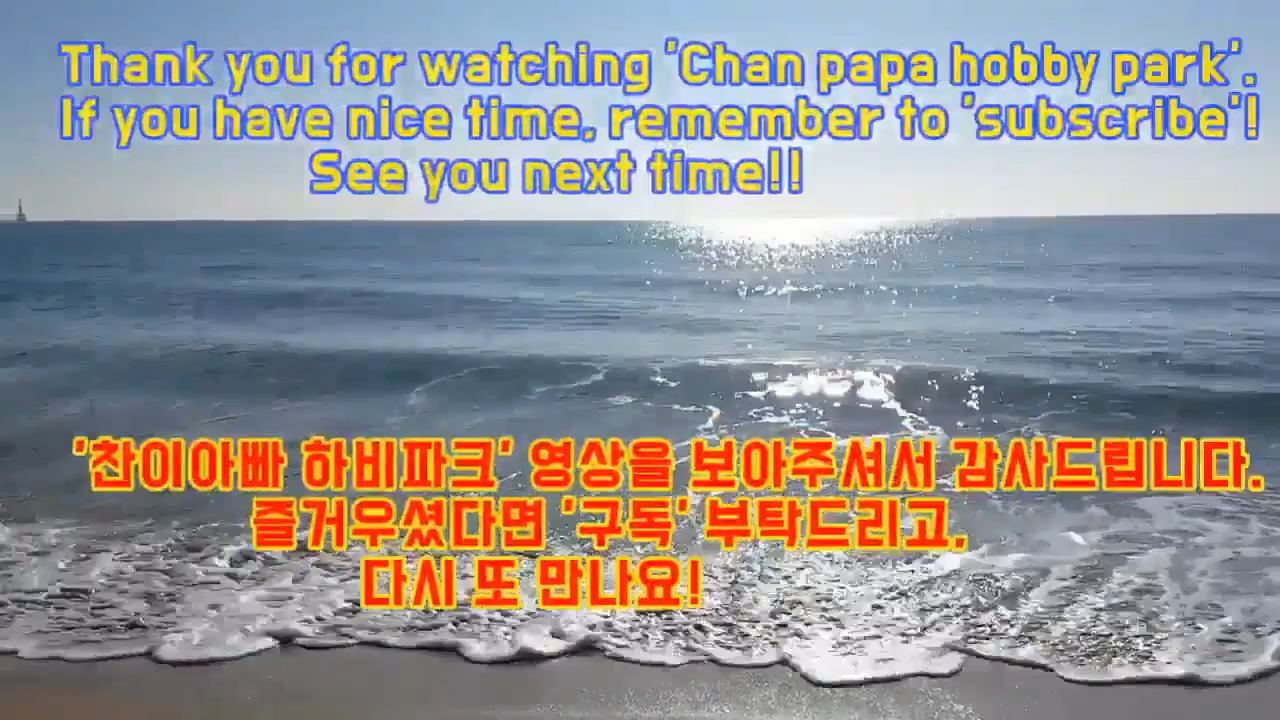 Thank you for watching 'Chan papa hobby park'.
If you have nice time, remember to 'subscribe'!
See you next time!!
'찬이아빠 하비파크' 영상을 보아주셔서 감사드립니다.
즐거우셨다면 '구독' 부탁드리고,
다시 또 만나요!